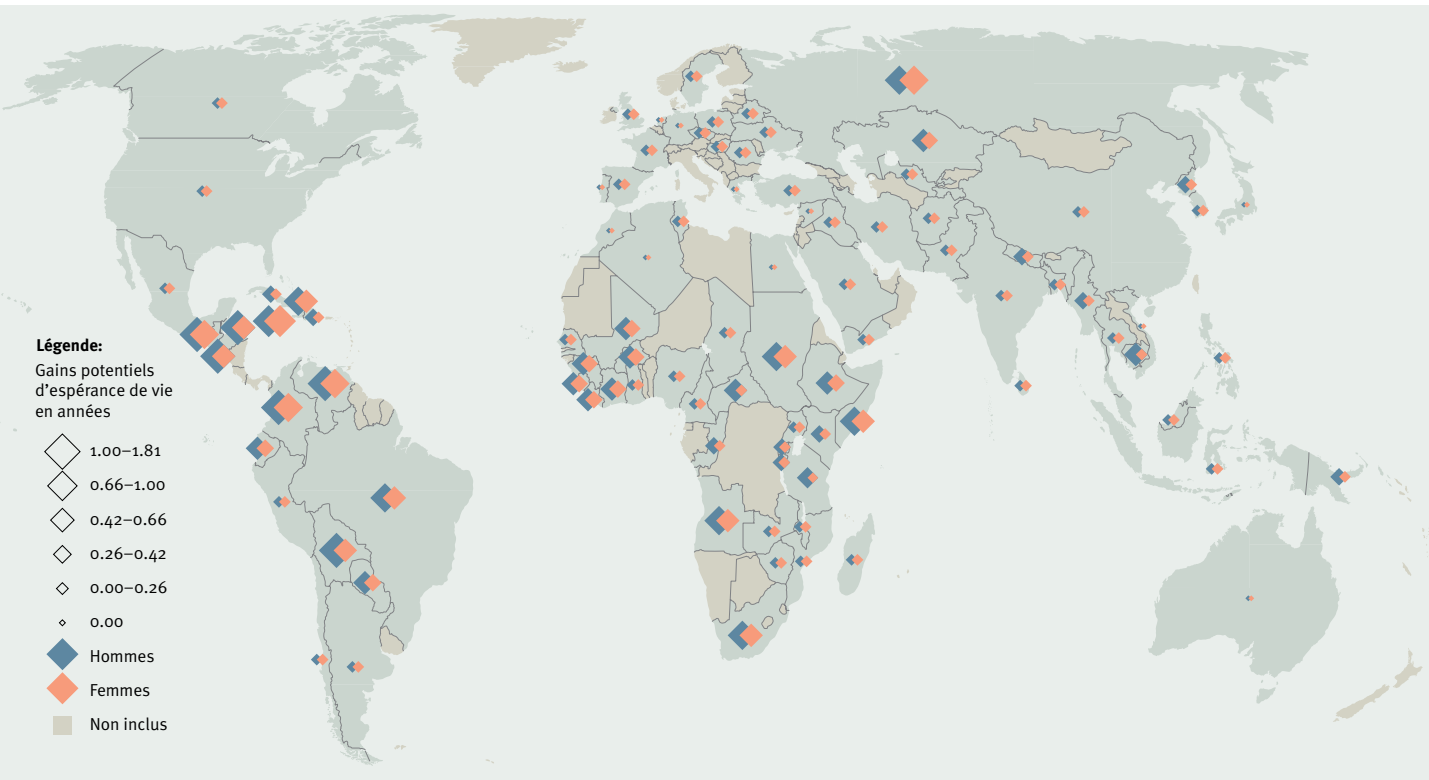 Légende:
Gains potentiels
d’espérance de vie
en années
1.00–1.81
0.66–1.00
0.42–0.66
0.26–0.42
0.00–0.26
0.00
Hommes
Femmes
Non inclus